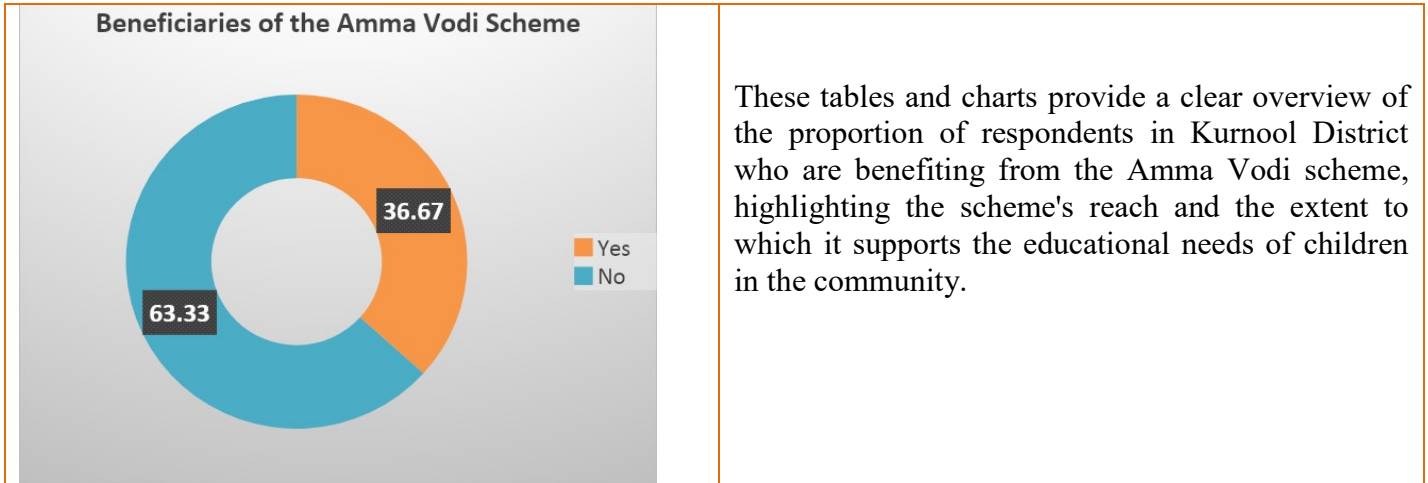 Beneficiaries of the Amma Vodi Scheme
36.67
63.33
Yes
No
These tables and charts provide a clear overview of
the proportion of respondents in Kurnool District
who are benefiting from the Amma Vodi scheme,
highlighting the scheme's reach and the extent to
which it supports the educational needs of children
in the community.